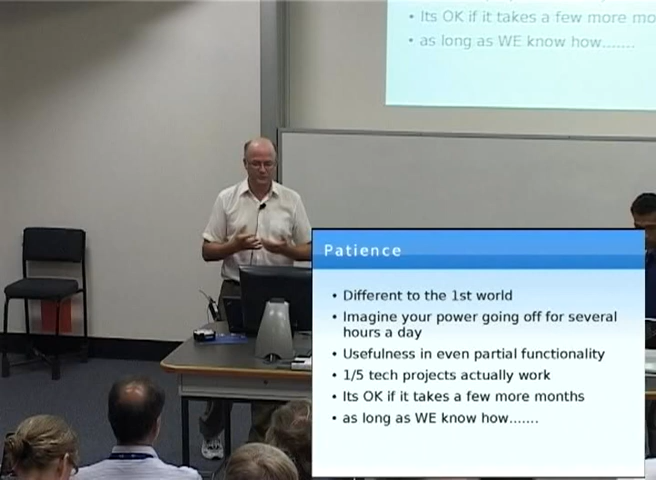 • Its OK if it takes a few more mo
• as long as WE know how.......
Patience
• Different to the 1st world
• Imagine your power going off for several
hours a day
• Usefulness in even partial functionality
• 1/5 tech projects actually work
• Its OK if it takes a few more months
• as long as WE know how.......